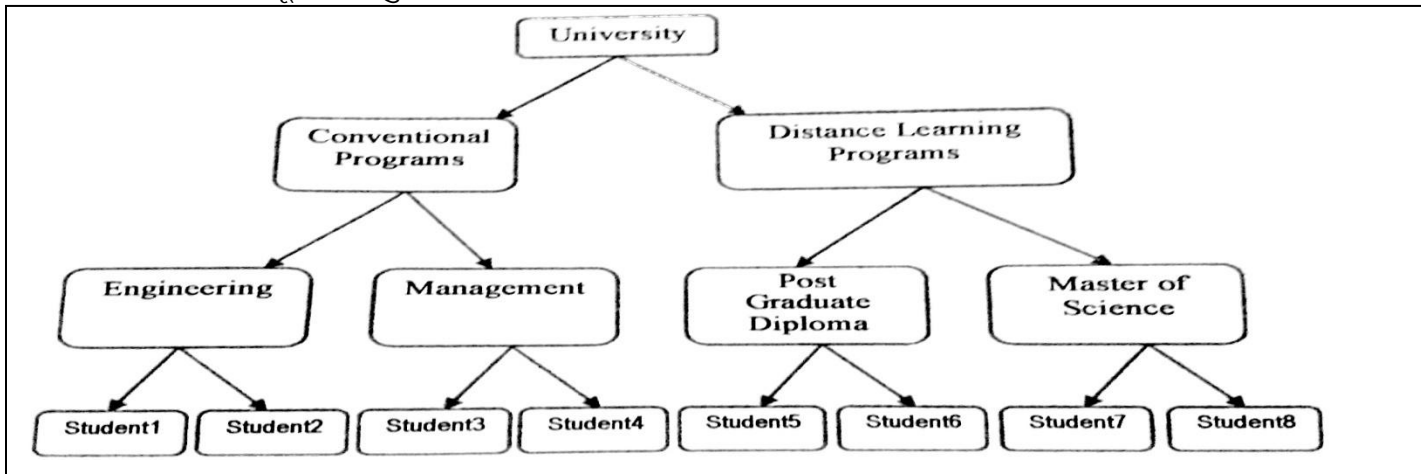 University
Conventional
Programs
Distance Learning
Programs
Engineering
Management
Post
Graduate
Diploma
Master of
Science
Student1
Student2
Student3
Student4
Student5
Student6
Student7
Student8